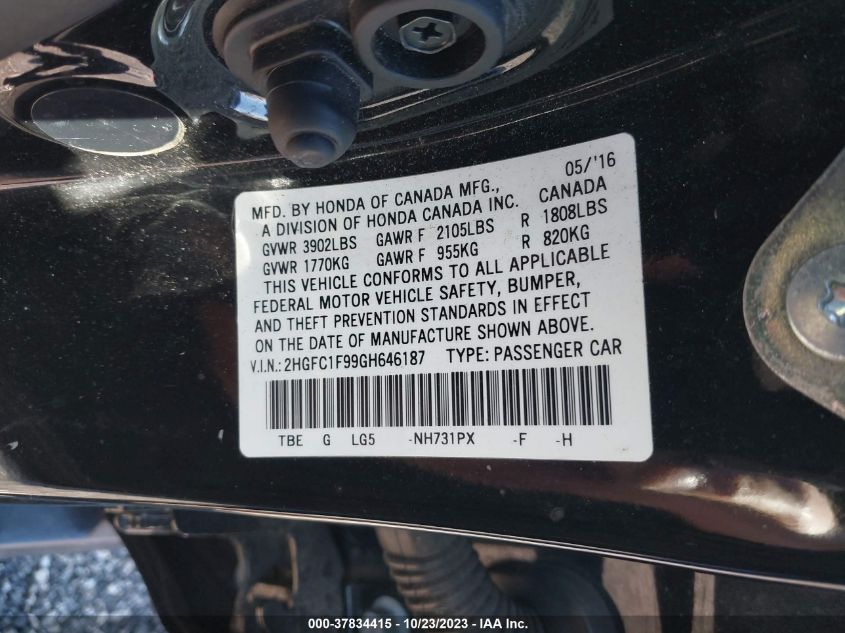 05/'16
MFD. BY HONDA OF CANADA MFG.,
A DIVISION OF HONDA CANADA INC. CANADA
GVWR 3902LBS GAWR F 2105LBS R 1808LBS
GVWR 1770KG GAWR F 955KG R 820KG
THIS VEHICLE CONFORMS TO ALL APPLICABLE
FEDERAL MOTOR VEHICLE SAFETY, BUMPER,
AND THEFT PREVENTION STANDARDS IN EFFECT
ON THE DATE OF MANUFACTURE SHOWN ABOVE.
V.I.N.: 2HGFC1F99GH646187 TYPE: PASSENGER CAR
TBE G LG5 -NH731PX -F -H
000-37834415 - 10/23/2023 - IAA Inc.